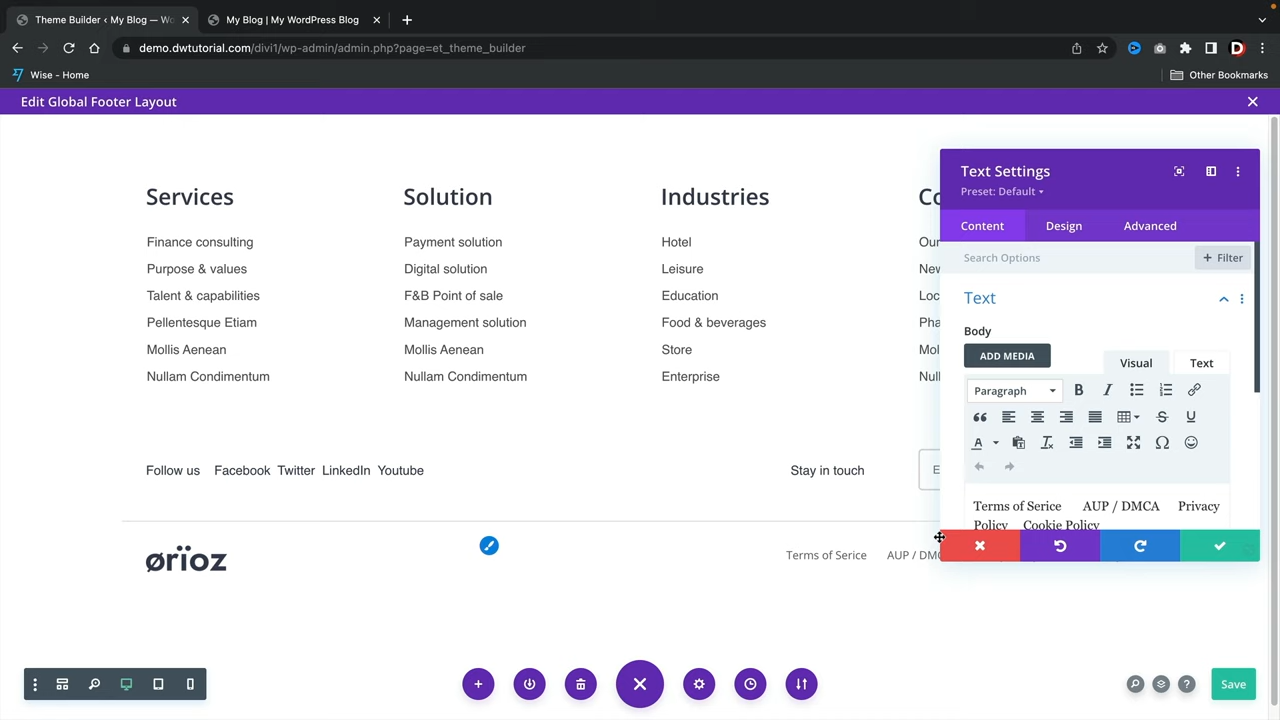 Theme Builder ‹ My Blog — Wo
My Blog | My WordPress Blog
demo.dwtutorial.com/divi1/wp-admin/admin.php?page=et_theme_builder
Wise - Home
Other Bookmarks
Edit Global Footer Layout
Services
Finance consulting
Purpose & values
Talent & capabilities
Pellentesque Etiam
Mollis Aenean
Nullam Condimentum
Solution
Payment solution
Digital solution
F&B Point of sale
Management solution
Mollis Aenean
Nullam Condimentum
Industries
Hotel
Leisure
Education
Food & beverages
Store
Enterprise
Co
Our
New
Loc
Pha
Mol
Null
Follow us Facebook Twitter LinkedIn Youtube
Stay in touch
E
ørïoz
Terms of Serice AUP / DMC
Text Settings
Preset: Default
Content Design Advanced
Search Options
+ Filter
Text
Body
ADD MEDIA
Visual Text
Paragraph
B I
A
Terms of Serice AUP / DMCA Privacy
Policy Cookie Policy
Save